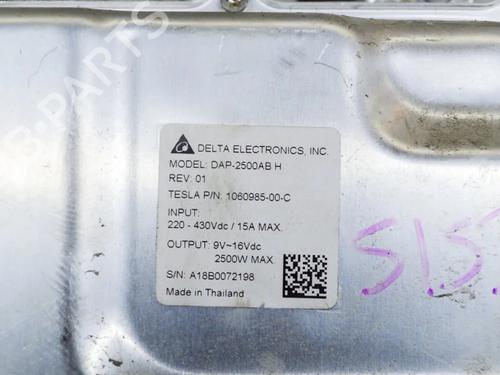 DELTA ELECTRONICS, INC.
MODEL: DAP-2500AB H
REV: 01
TESLA P/N: 1060985-00-C
INPUT:
220 - 430Vdc / 15A MAX.
OUTPUT: 9V~16Vdc
2500W MAX.
S/N: A18B0072198
Made in Thailand